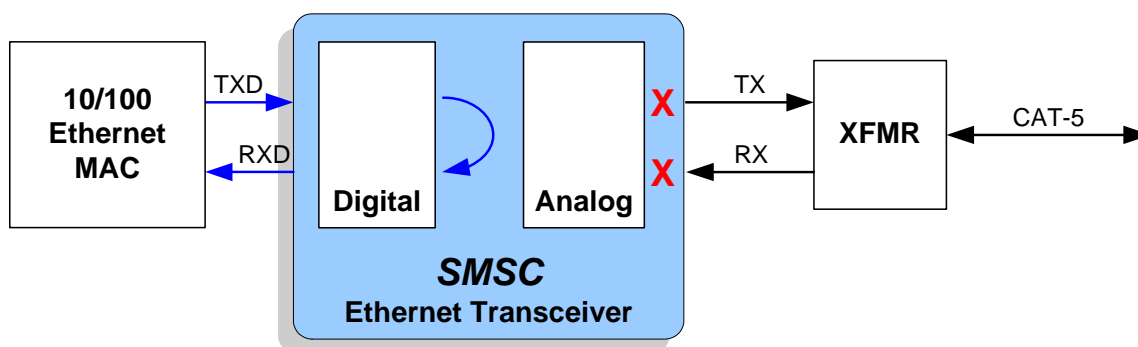 10/100
Ethernet
MAC
TXD
RXD
Digital
Analog
X
X
SMSC
Ethernet Transceiver
TX
RX
XFMR
CAT-5